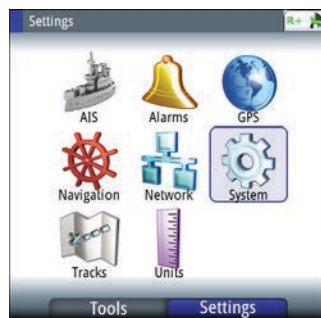 Settings
R+
AIS
Alarms
GPS
Navigation
Network
System
Tracks
Units
Tools
Settings